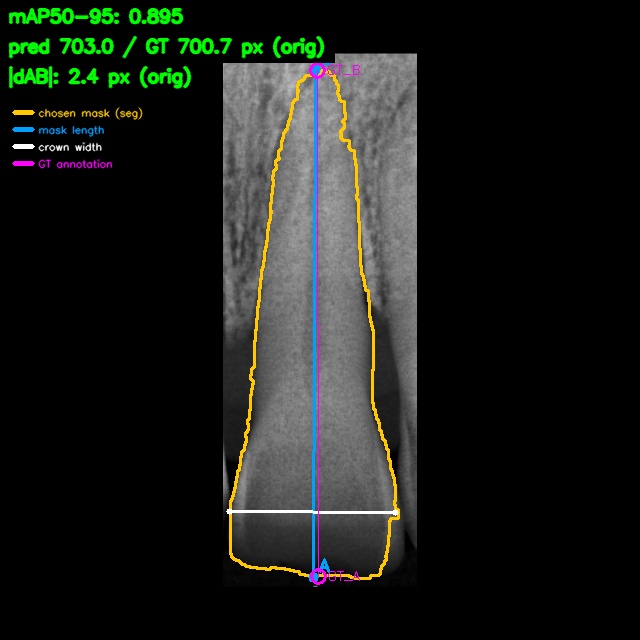 mAP50-95: 0.895
pred 703.0 / GT 700.7 px (orig)
|dAB|: 2.4 px (orig)
chosen mask (seg)
mask length
crown width
GT annotation
GT_B
A
GT_A